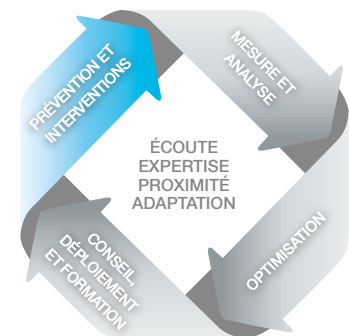 PRÉVENTION ET
INTERVENTIONS
MESURE ET
ANALYSE
ÉCOUTE
EXPERTISE
PROXIMITÉ
ADAPTATION
OPTIMISATION
CONSEIL,
DÉPLOIEMENT
ET FORMATION